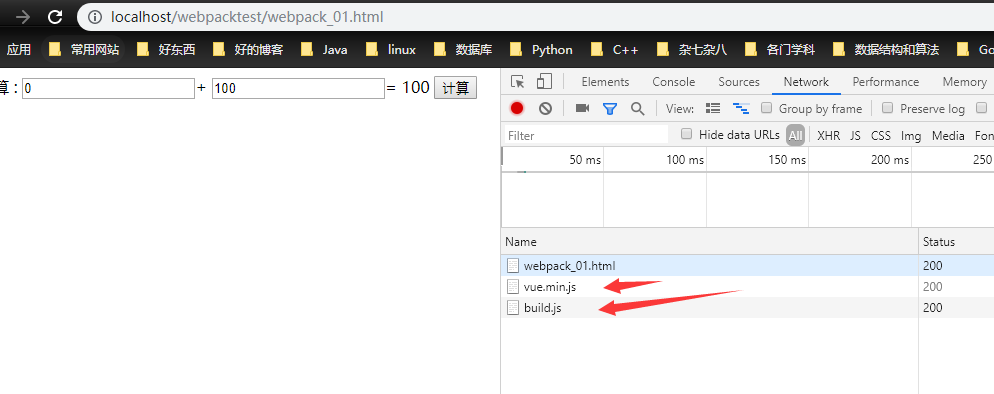 localhost/webpacktest/webpack_01.html
应用 常用网站 好东西 好的博客 Java linux 数据库 Python C++ 杂七杂八 各门学科 数据结构和算法 Go
算 : 0 + 100 = 100 计算
Elements Console Sources Network Performance Memory
View: Group by frame Preserve log
Filter Hide data URLs All XHR JS CSS Img Media Fon
50 ms 100 ms 150 ms 200 ms 250
Name Status
webpack_01.html 200
vue.min.js 200
build.js 200